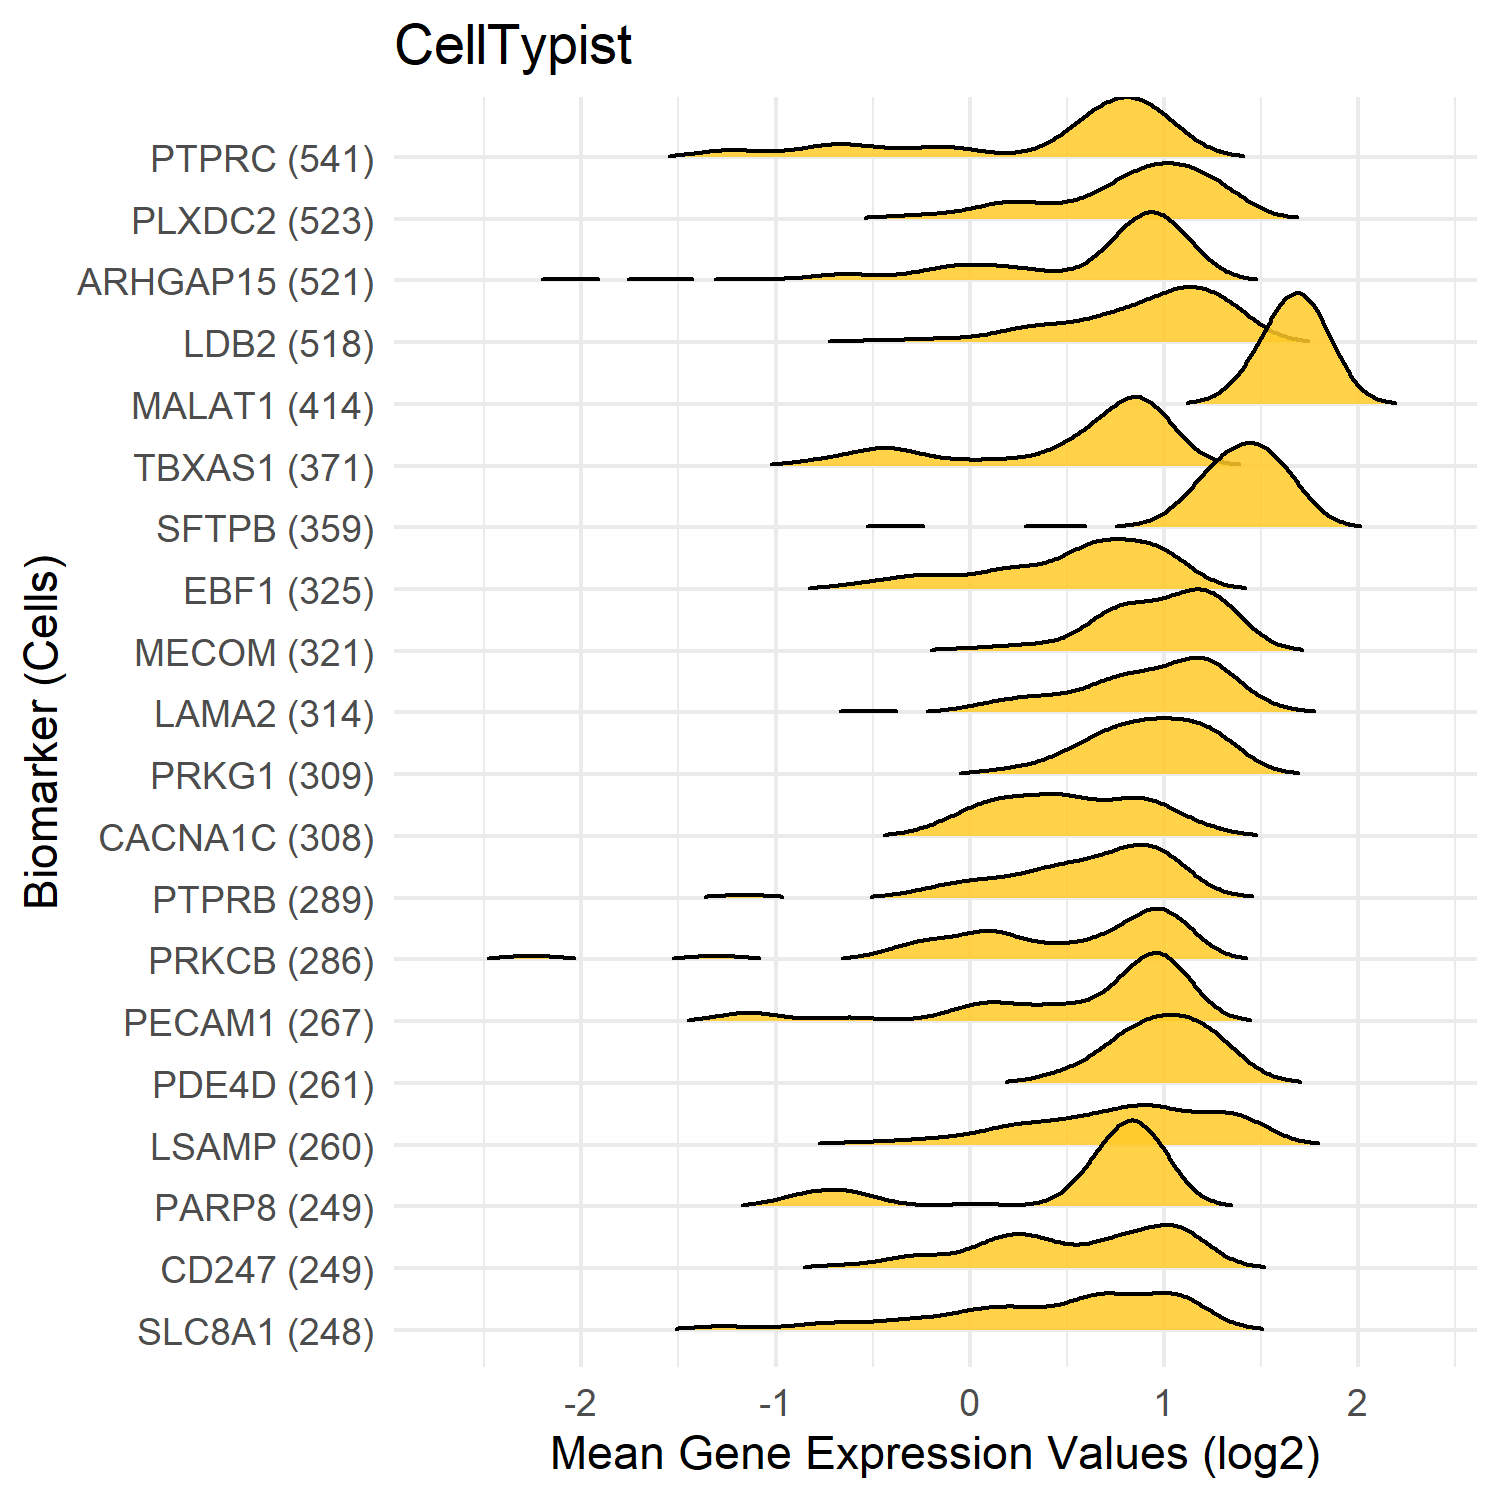 CellTypist
PTPRC (541)
PLXDC2 (523)
ARHGAP15 (521)
LDB2 (518)
MALAT1 (414)
TBXAS1 (371)
SFTPB (359)
EBF1 (325)
MECOM (321)
LAMA2 (314)
PRKG1 (309)
CACNA1C (308)
PTPRB (289)
PRKCB (286)
PECAM1 (267)
PDE4D (261)
LSAMP (260)
PARP8 (249)
CD247 (249)
SLC8A1 (248)
Biomarker (Cells)
-2 -1 0 1 2
Mean Gene Expression Values (log2)